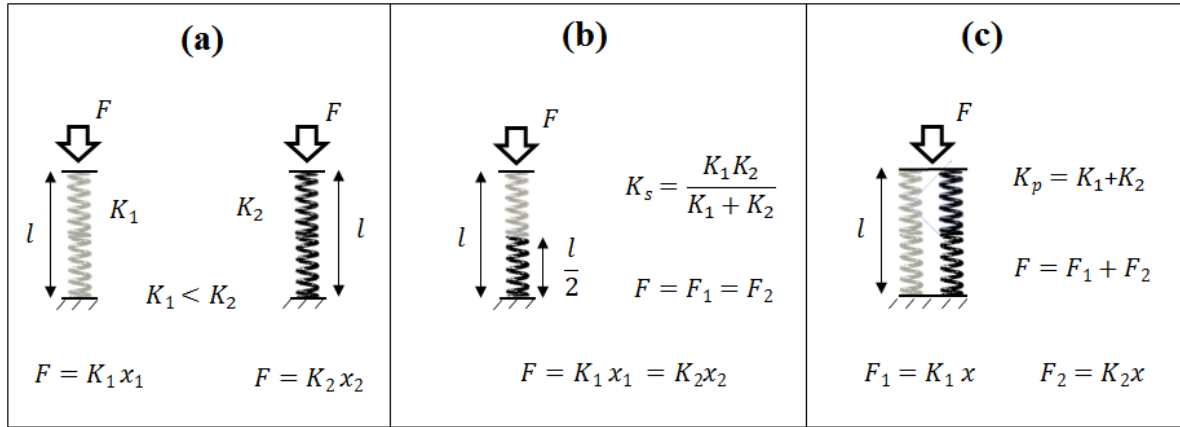 (a)
F
F
l
K₁
K₂
l
K₁ < K₂
F = K₁ x₁
F = K₂ x₂
(b)
F
l
l/2
Kₛ = K₁K₂/(K₁ + K₂)
F = F₁ = F₂
F = K₁ x₁ = K₂x₂
(c)
F
l
Kₚ = K₁+K₂
F = F₁ + F₂
F₁ = K₁ x
F₂ = K₂x